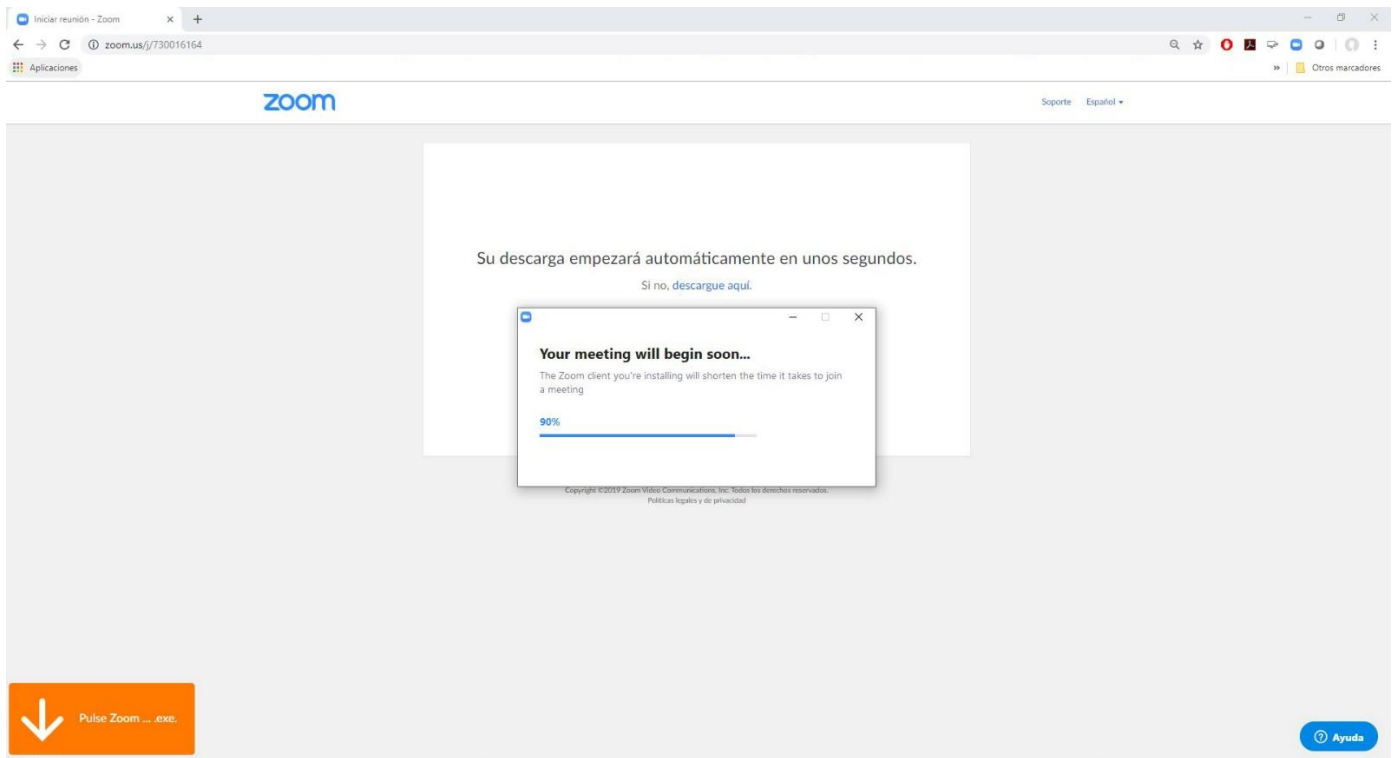 Iniciar reunión - Zoom
zoom.us/j/730016164
Aplicaciones
»
Otros marcadores
zoom
Soporte Español
Su descarga empezará automáticamente en unos segundos.
Si no, descargue aquí.
Your meeting will begin soon...
The Zoom client you're installing will shorten the time it takes to join
a meeting
90%
Copyright ©2019 Zoom Video Communications, Inc. Todos los derechos reservados.
Políticas legales y de privacidad
Pulse Zoom ... .exe.
Ayuda